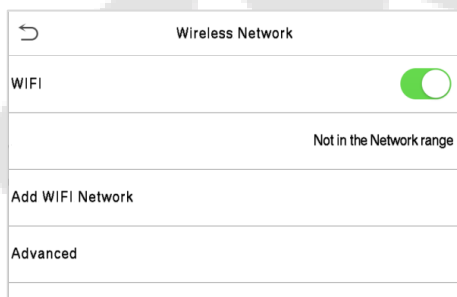 Wireless Network
WIFI
Not in the Network range
Add WIFI Network
Advanced